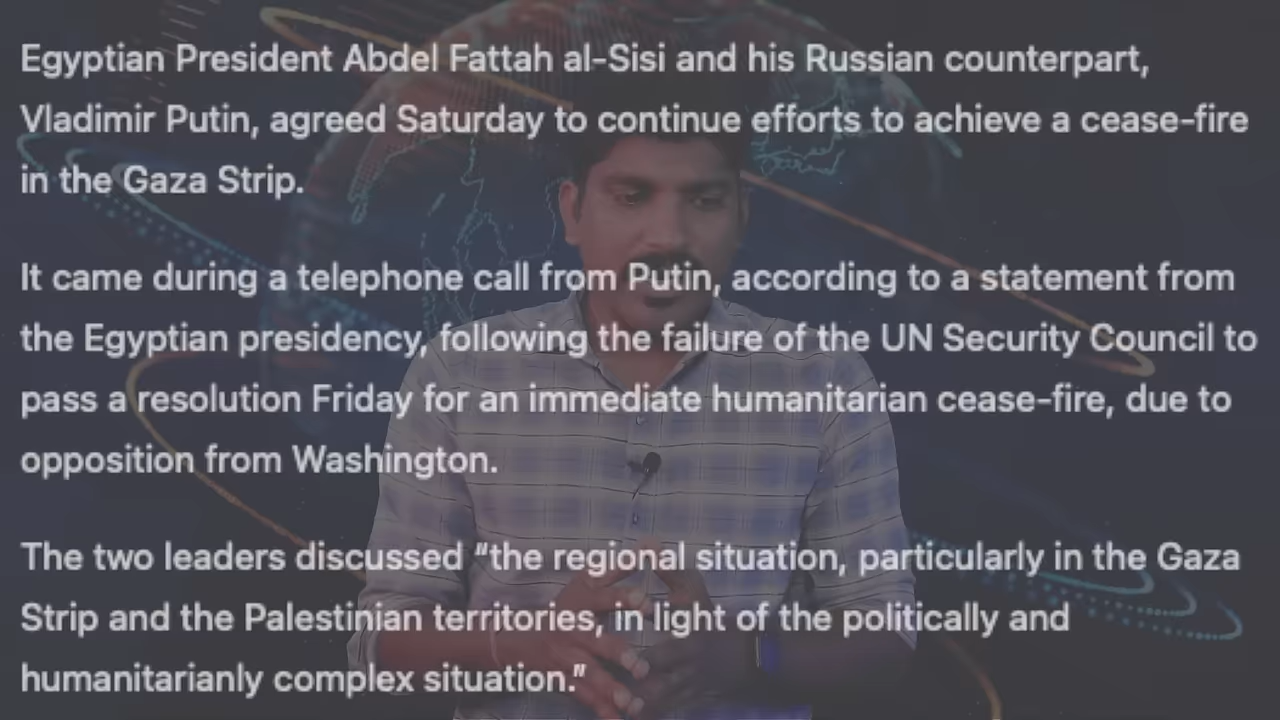 Egyptian President Abdel Fattah al-Sisi and his Russian counterpart,
Vladimir Putin, agreed Saturday to continue efforts to achieve a cease-fire
in the Gaza Strip.
It came during a telephone call from Putin, according to a statement from
the Egyptian presidency, following the failure of the UN Security Council to
pass a resolution Friday for an immediate humanitarian cease-fire, due to
opposition from Washington.
The two leaders discussed “the regional situation, particularly in the Gaza
Strip and the Palestinian territories, in light of the politically and
humanitarianly complex situation.”